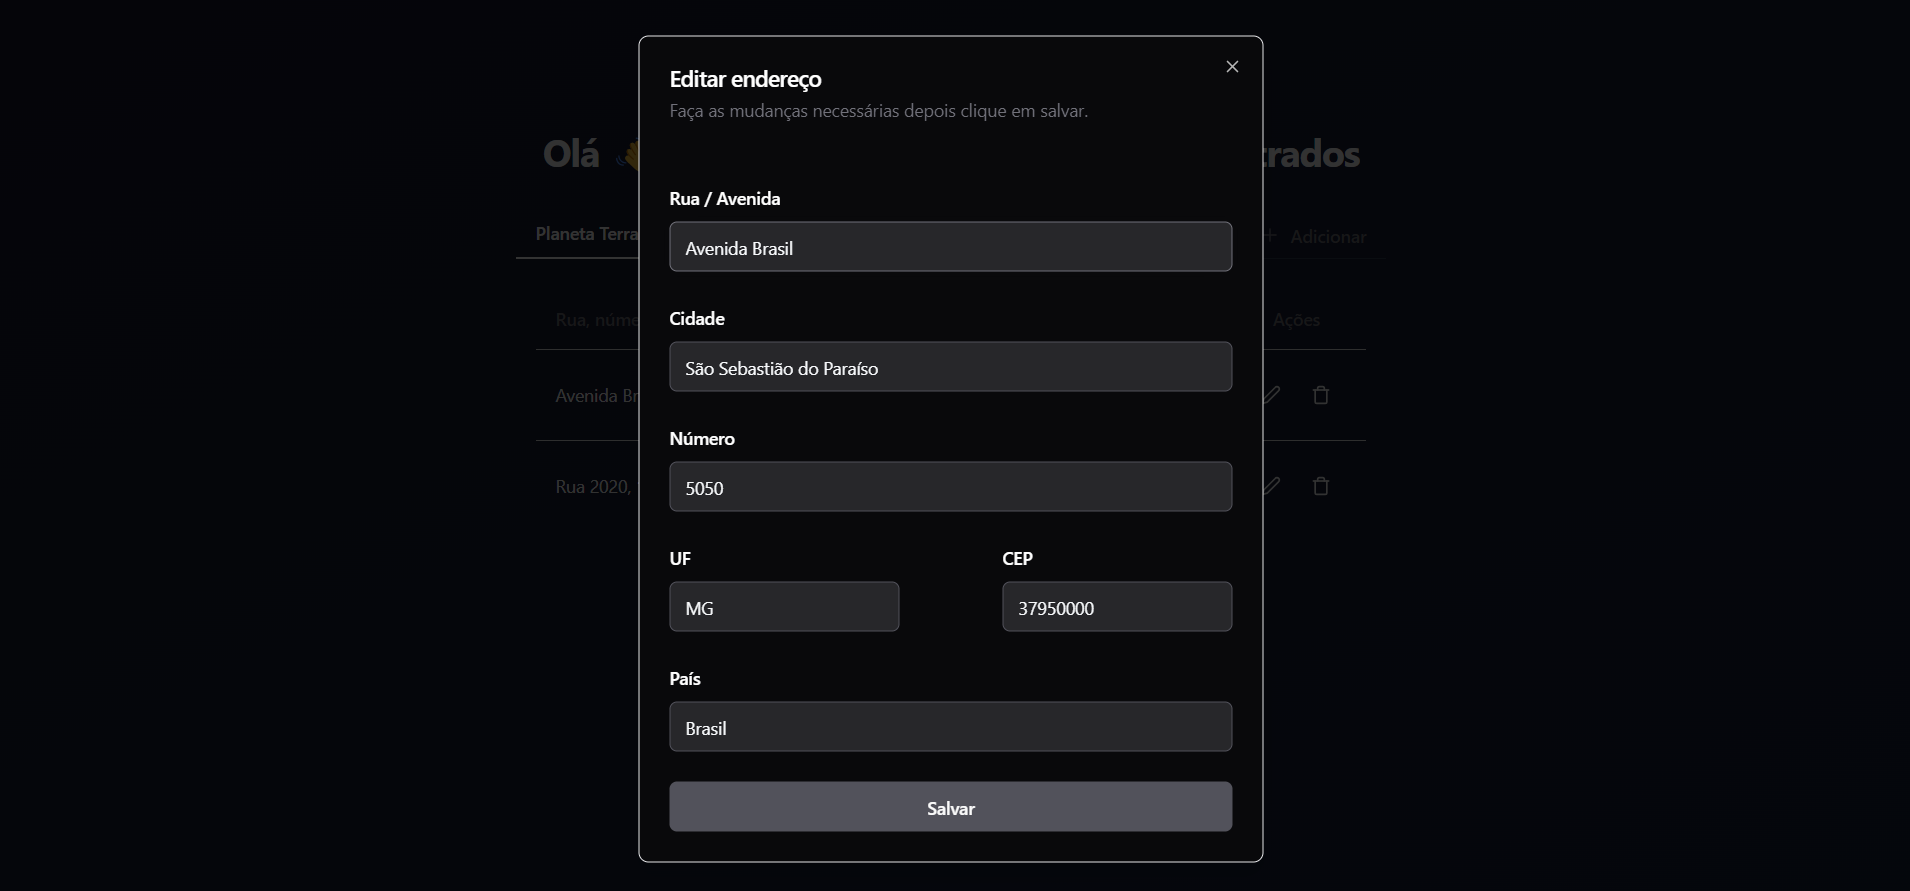 Editar endereço
Faça as mudanças necessárias depois clique em salvar.
Olá
trados
Rua / Avenida
Planeta Terra
Adicionar
Avenida Brasil
Cidade
Rua, núme
Ações
São Sebastião do Paraíso
Avenida Br
Número
5050
Rua 2020,
UF
CEP
MG
37950000
País
Brasil
Salvar